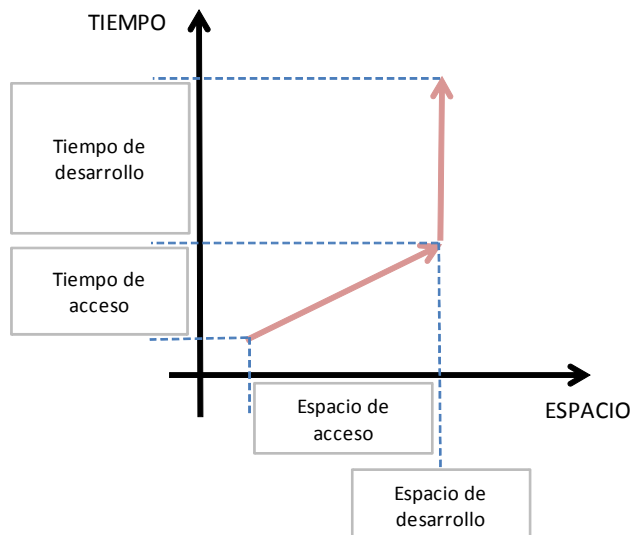 TIEMPO
Tiempo de
desarrollo
Tiempo de
acceso
Espacio de
acceso
ESPACIO
Espacio de
desarrollo